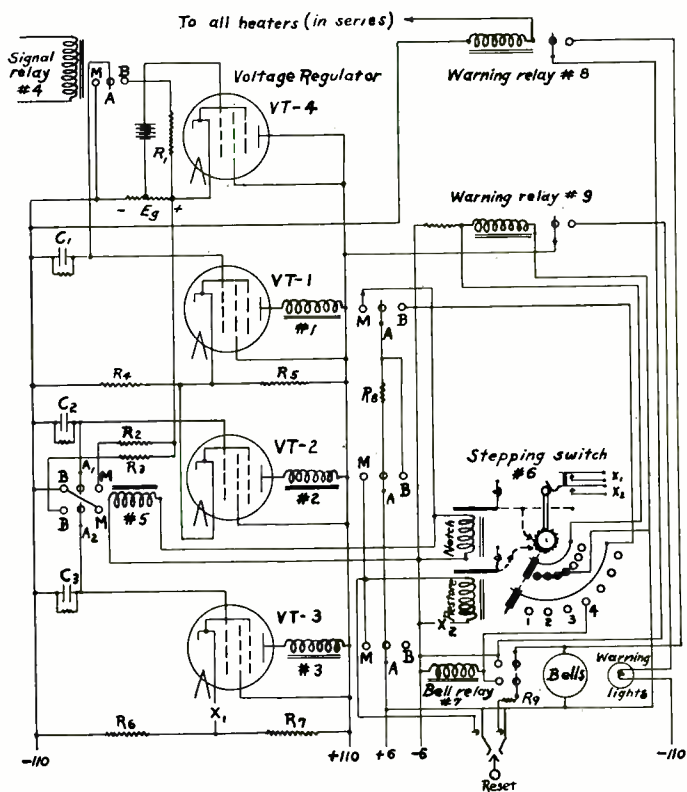 To all heaters (in series)
Signal relay #4
M
A
B
Voltage Regulator
VT-4
R1
- Eg +
Warning relay #8
Warning relay #9
C1
VT-1
#1
M
A
B
R4
R5
R8
C2
R2
R3
A1
B
M
B
M
A2
#5
VT-2
#2
M
A
B
Stepping switch #6
X1
X2
Notch
Restore
X2
1
2
3
4
C3
VT-3
#3
X1
M
A
B
Bell relay #7
R9
Bells
Warning lights
R6
R7
-110
+110
+6
-6
-110
Reset